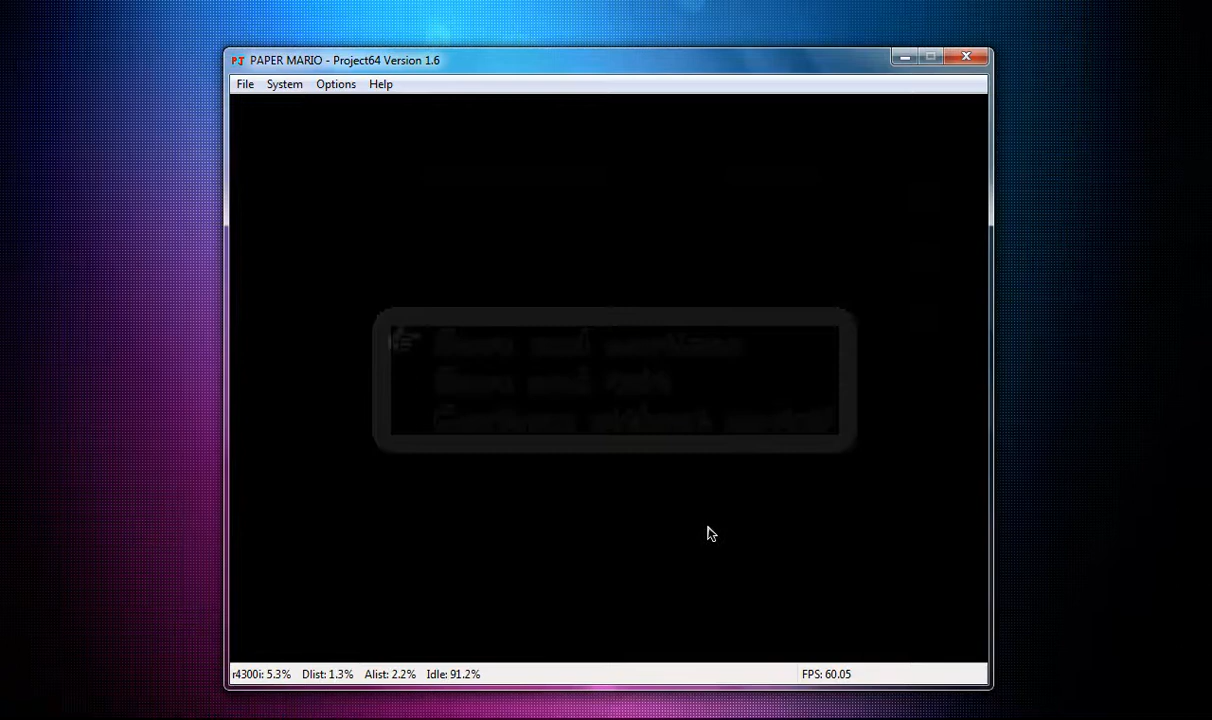 PAPER MARIO - Project64 Version 1.6
File System Options Help
Save and continue
Save and quit
Continue without saving
r4300i: 5.3% Dlist: 1.3% Alist: 2.2% Idle: 91.2% FPS: 60.05